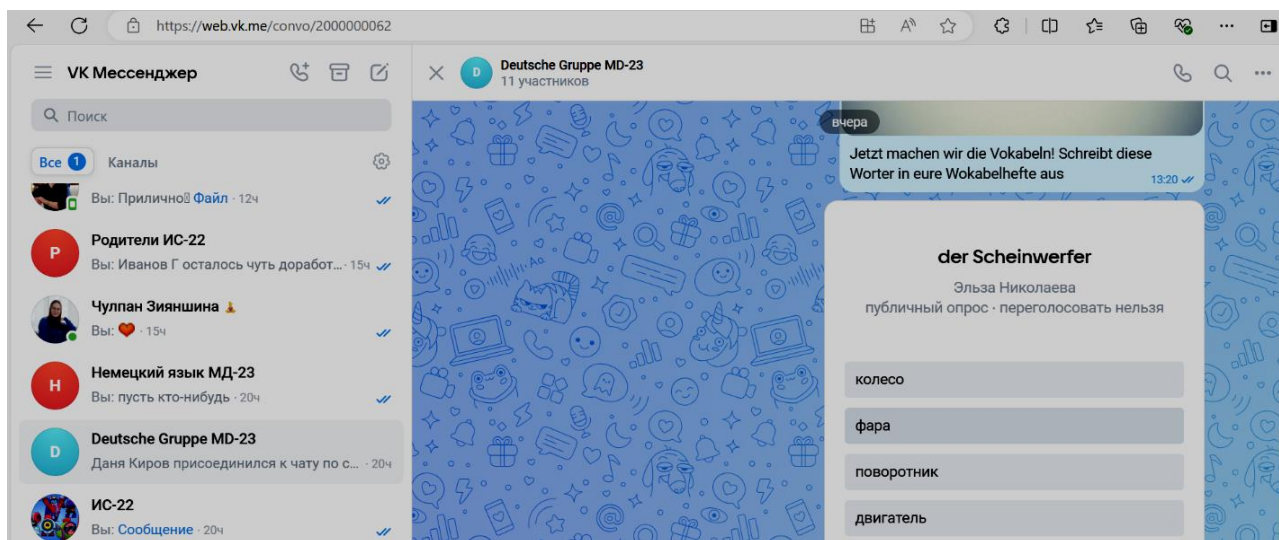 https://web.vk.me/convo/2000000062
VK Мессенджер
Поиск
Все 1
Каналы
Вы: Прилично Файл · 12ч
Р
Родители ИС-22
Вы: Иванов Г осталось чуть доработ... · 15ч
Чулпан Зияншина
Вы: ❤️ · 15ч
Н
Немецкий язык МД-23
Вы: пусть кто-нибудь · 20ч
D
Deutsche Gruppe MD-23
Даня Киров присоединился к чату по с... · 20ч
ИС-22
Вы: Сообщение · 20ч
D
Deutsche Gruppe MD-23
11 участников
вчера
Jetzt machen wir die Vokabeln! Schreibt diese
Worter in eure Wokabelhefte aus
13:20
der Scheinwerfer
Эльза Николаева
публичный опрос · переголосовать нельзя
колесо
фара
поворотник
двигатель